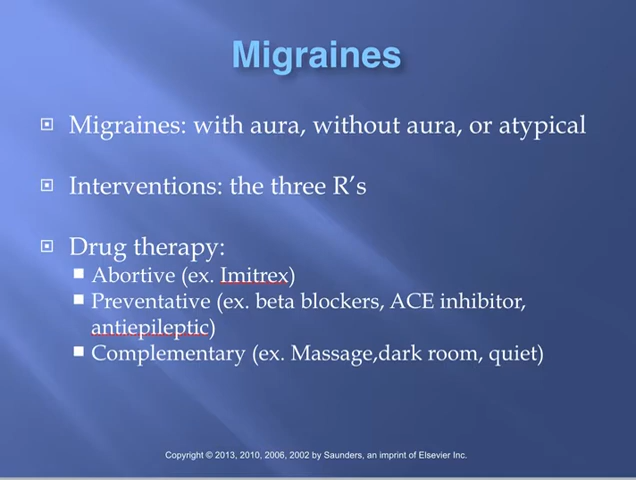 Migraines
Migraines: with aura, without aura, or atypical
Interventions: the three R's
Drug therapy:
Abortive (ex. Imitrex)
Preventative (ex. beta blockers, ACE inhibitor,
antiepileptic)
Complementary (ex. Massage,dark room, quiet)
Copyright © 2013, 2010, 2006, 2002 by Saunders, an imprint of Elsevier Inc.